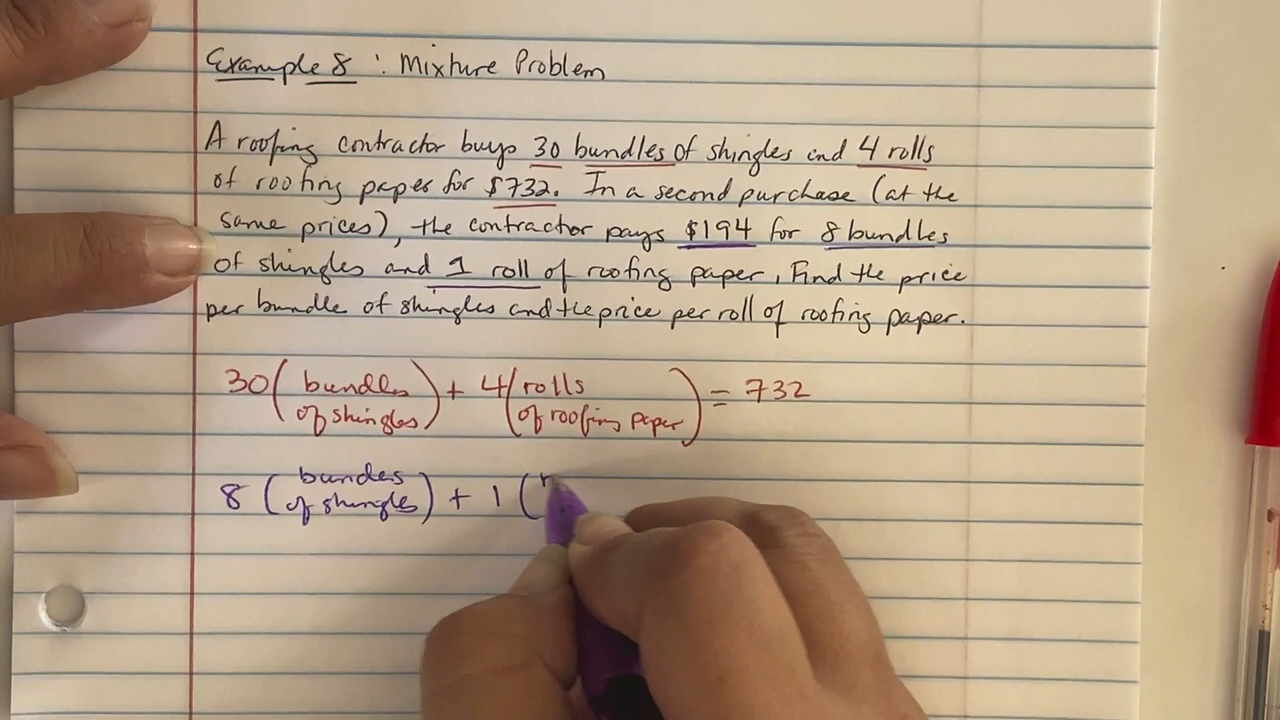 Example 8 : Mixture Problem
A roofing contractor buys 30 bundles of shingles and 4 rolls
of roofing paper for $732. In a second purchase (at the
same prices), the contractor pays $194 for 8 bundles
of shingles and 1 roll of roofing paper. Find the price
per bundle of shingles and the price per roll of roofing paper.
30 ( bundles of shingles ) + 4 ( rolls of roofing paper ) = 732
8 ( bundes of shingles ) + 1 ( r